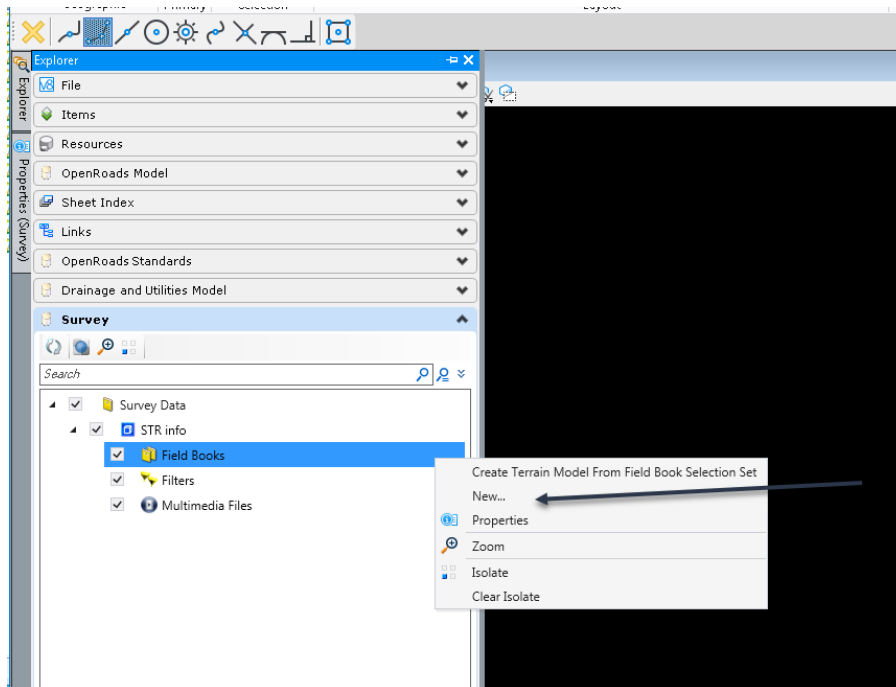 Explorer
File
Items
Resources
OpenRoads Model
Sheet Index
Links
OpenRoads Standards
Drainage and Utilities Model
Survey
Search
Survey Data
STR info
Field Books
Filters
Multimedia Files
Create Terrain Model From Field Book Selection Set
New...
Properties
Zoom
Isolate
Clear Isolate
Explorer
Properties (Survey)